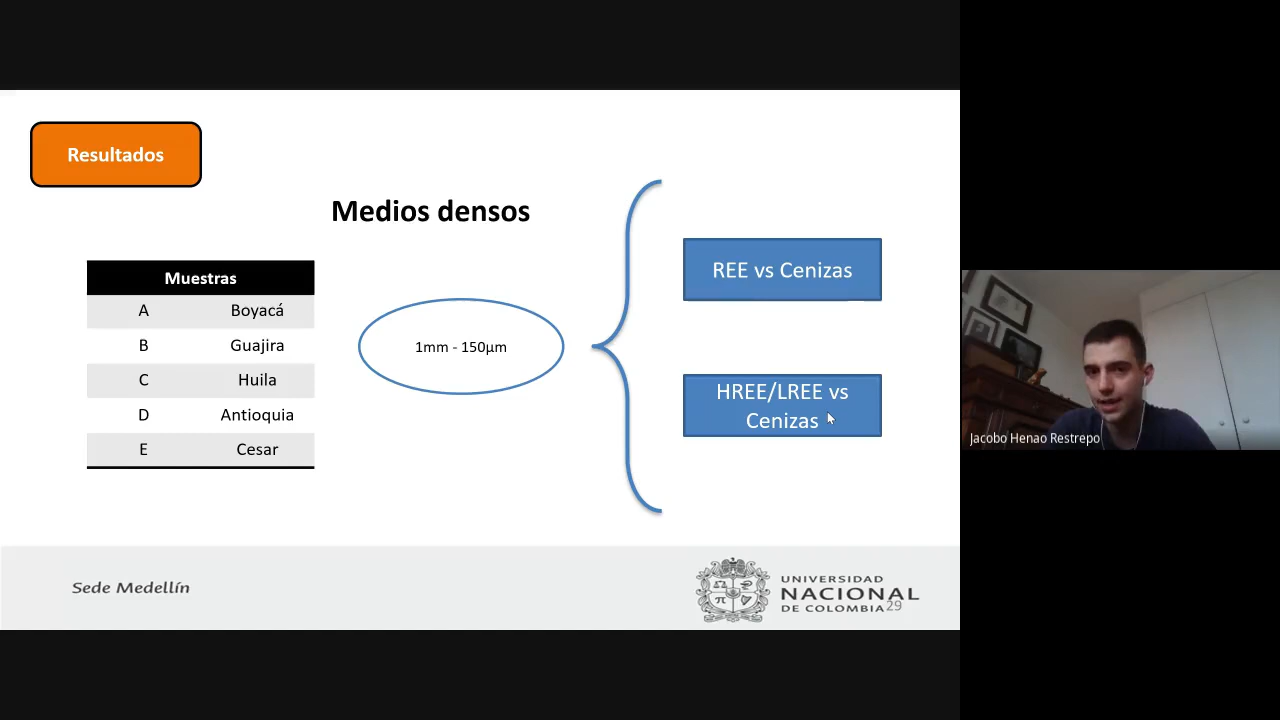 Resultados
Medios densos
Muestras
A Boyacá
B Guajira
C Huila
D Antioquia
E Cesar
1mm - 150µm
REE vs Cenizas
HREE/LREE vs
Cenizas
Sede Medellín
UNIVERSIDAD
NACIONAL
DE COLOMBIA
29
Jacobo Henao Restrepo